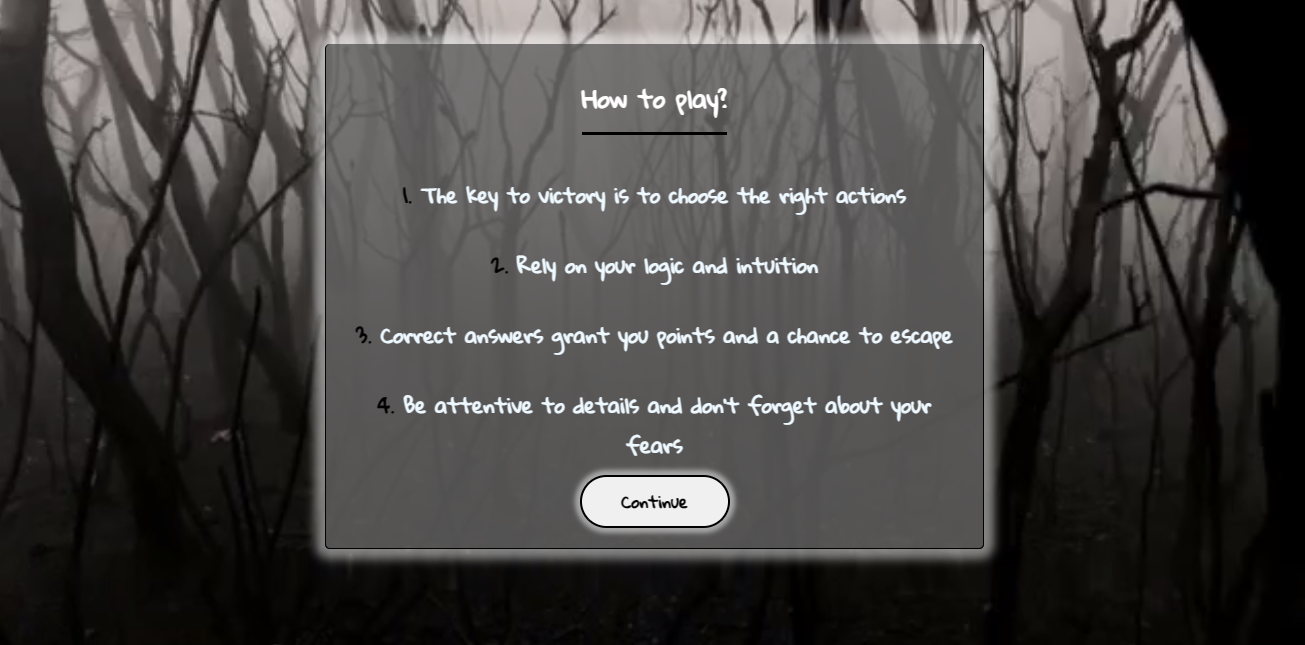 How to play?
1. The key to victory is to choose the right actions
2. Rely on your logic and intuition
3. Correct answers grant you points and a chance to escape
4. Be attentive to details and don't forget about your
fears
Continue